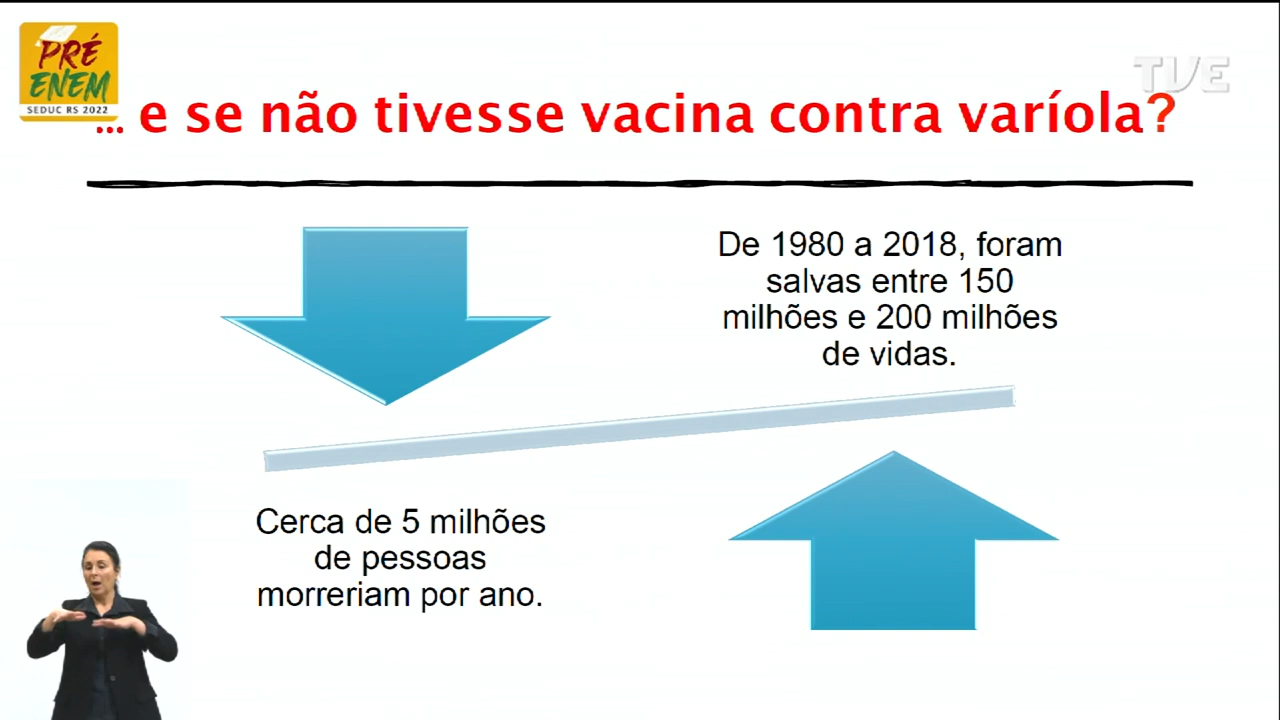 PRÉ
ENEM
SEDUC RS 2022
TVE
... e se não tivesse vacina contra varíola?
De 1980 a 2018, foram
salvas entre 150
milhões e 200 milhões
de vidas.
Cerca de 5 milhões
de pessoas
morreriam por ano.